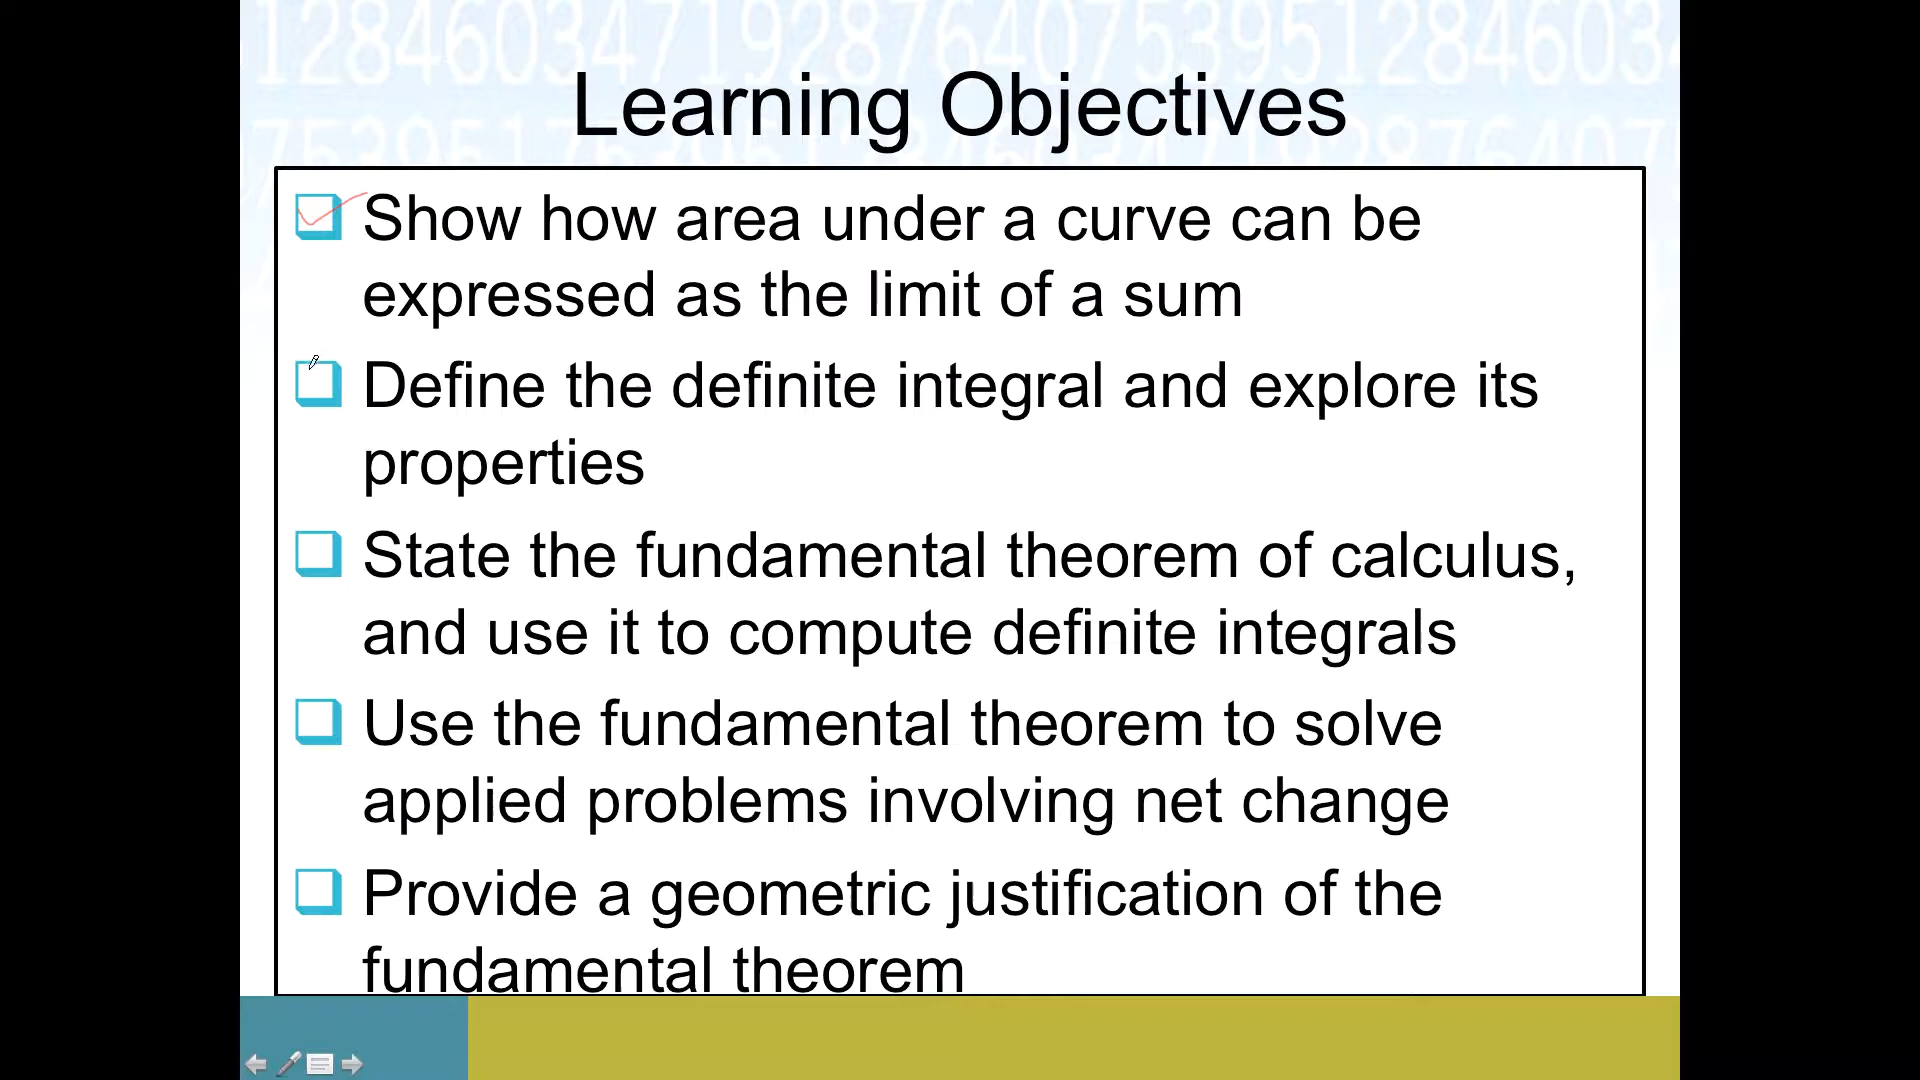 Learning Objectives
Show how area under a curve can be
expressed as the limit of a sum
Define the definite integral and explore its
properties
State the fundamental theorem of calculus,
and use it to compute definite integrals
Use the fundamental theorem to solve
applied problems involving net change
Provide a geometric justification of the
fundamental theorem